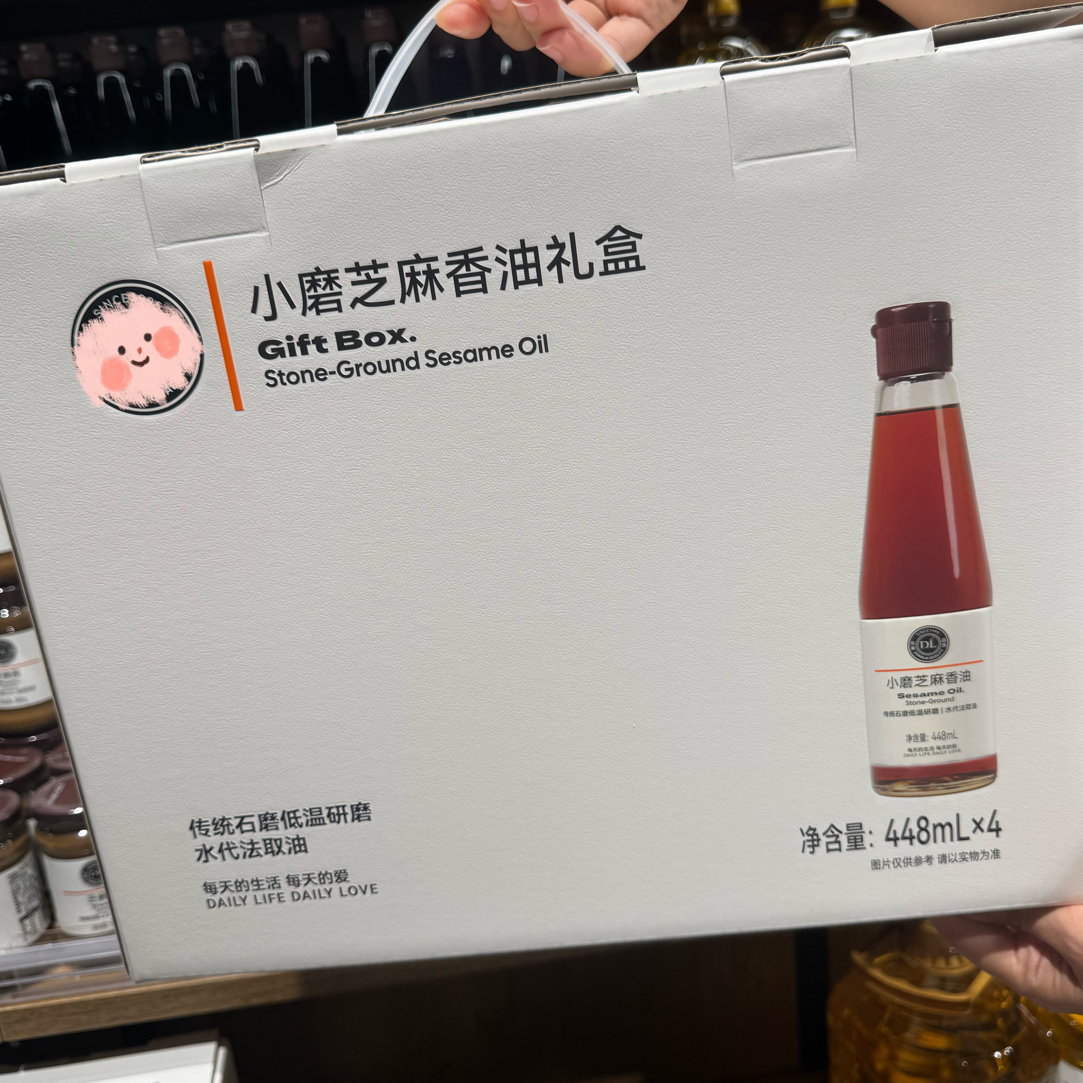 SINCE
小磨芝麻香油礼盒
Gift Box.
Stone-Ground Sesame Oil
DL
小磨芝麻香油
Sesame Oil.
Stone-Ground
传统石磨低温研磨 | 水代法取油
净含量: 448mL
每天的生活 每天的爱
DAILY LIFE DAILY LOVE
传统石磨低温研磨
水代法取油
每天的生活 每天的爱
DAILY LIFE DAILY LOVE
净含量: 448mL×4
图片仅供参考 请以实物为准